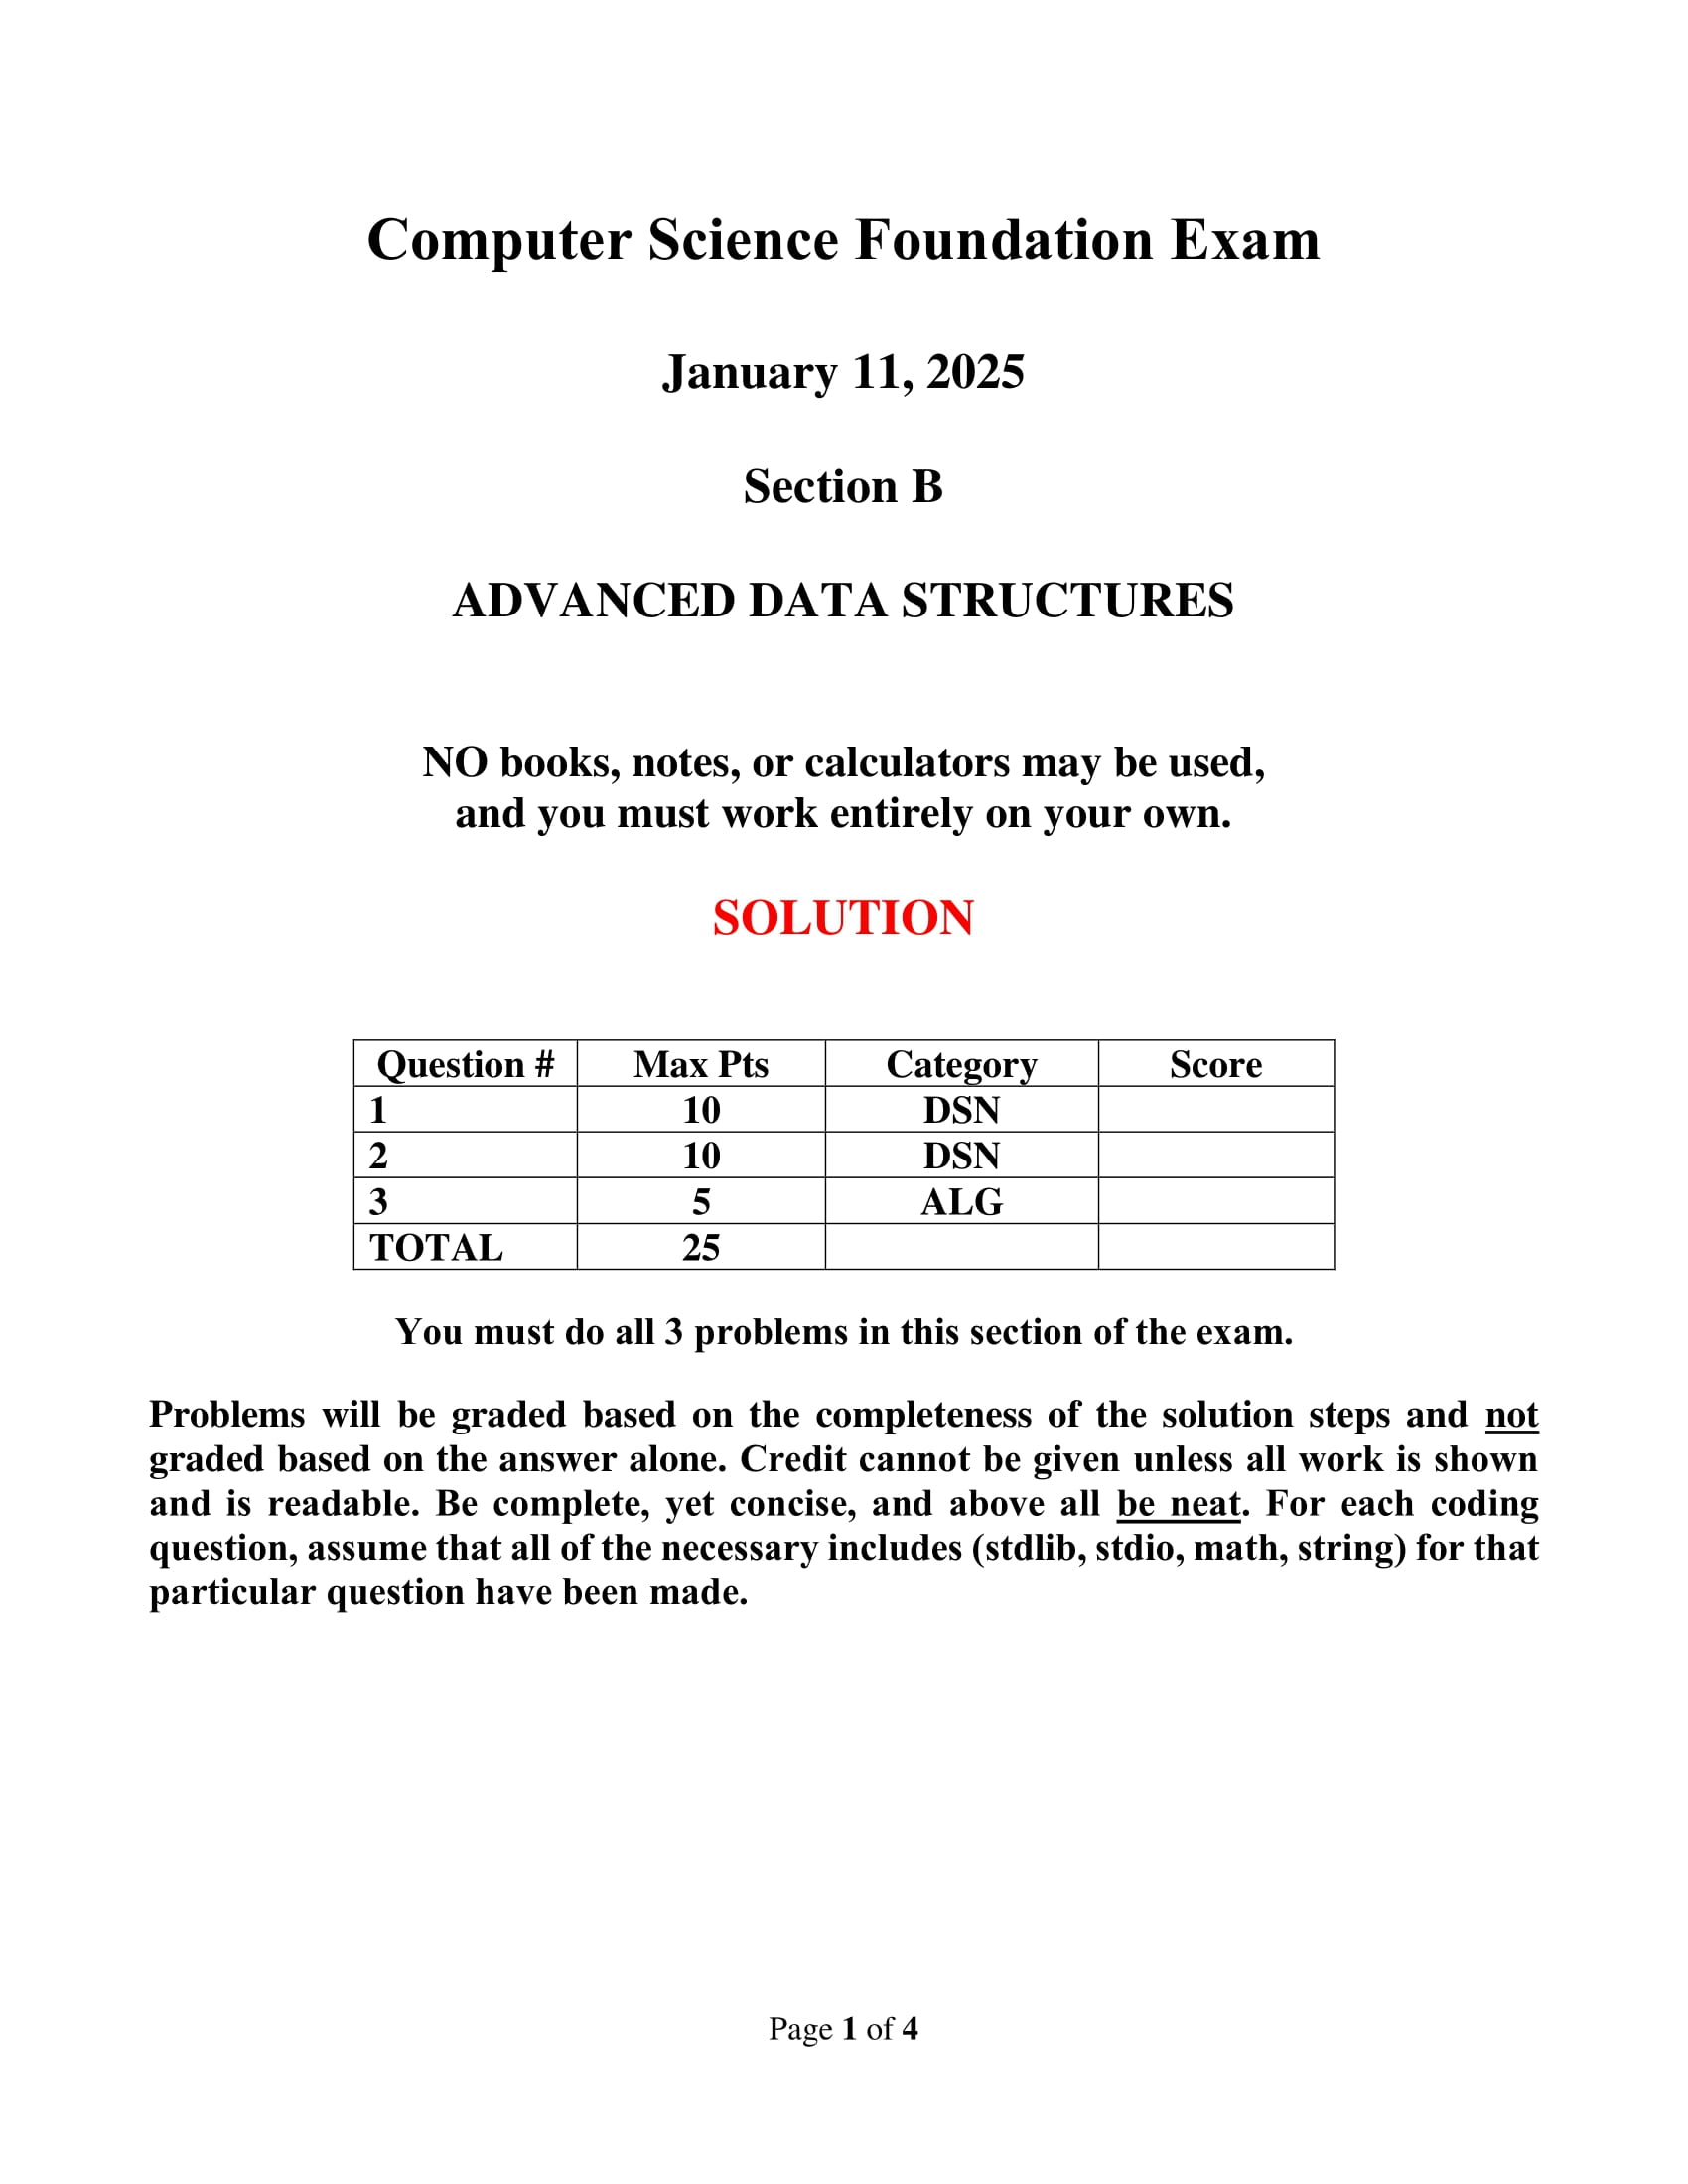 Computer Science Foundation Exam
January 11, 2025
Section B
ADVANCED DATA STRUCTURES
NO books, notes, or calculators may be used,
and you must work entirely on your own.
SOLUTION
Question # Max Pts Category Score
1 10 DSN
2 10 DSN
3 5 ALG
TOTAL 25
You must do all 3 problems in this section of the exam.
Problems will be graded based on the completeness of the solution steps and not
graded based on the answer alone. Credit cannot be given unless all work is shown
and is readable. Be complete, yet concise, and above all be neat. For each coding
question, assume that all of the necessary includes (stdlib, stdio, math, string) for that
particular question have been made.
Page 1 of 4